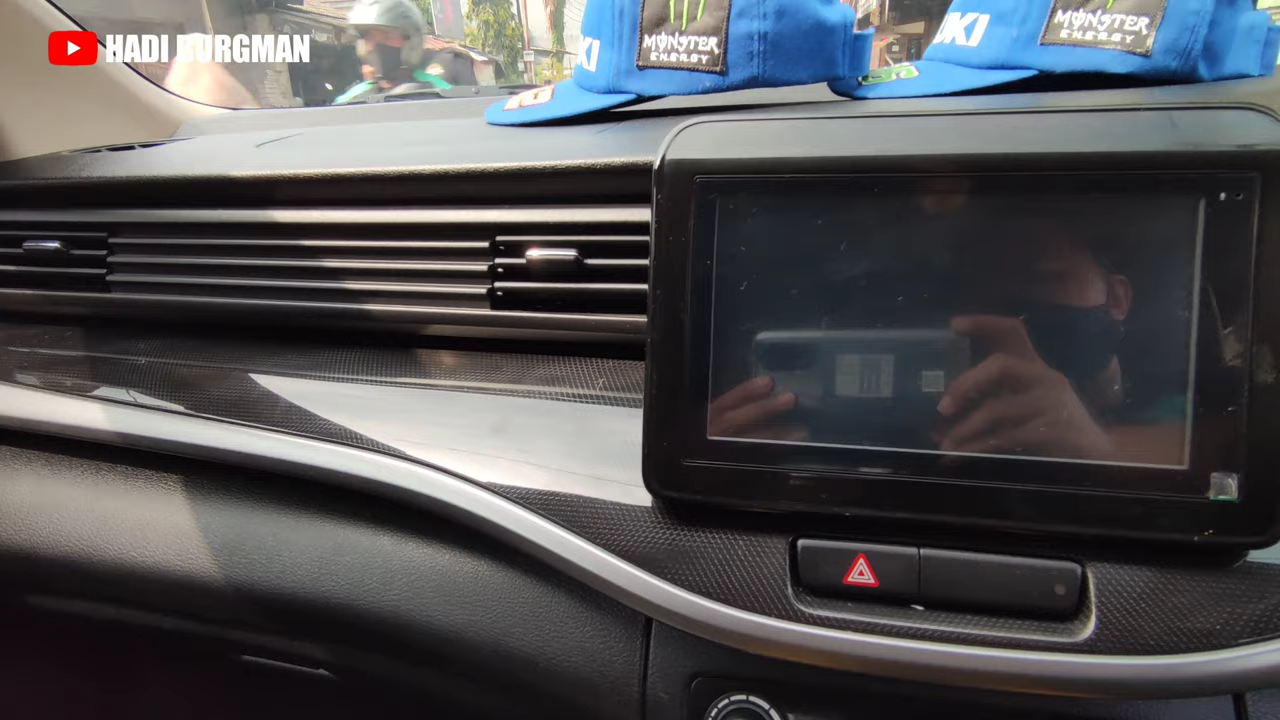 HADI BURGMAN
UKI
MONSTER
ENERGY
UKI
MONSTER
ENERGY